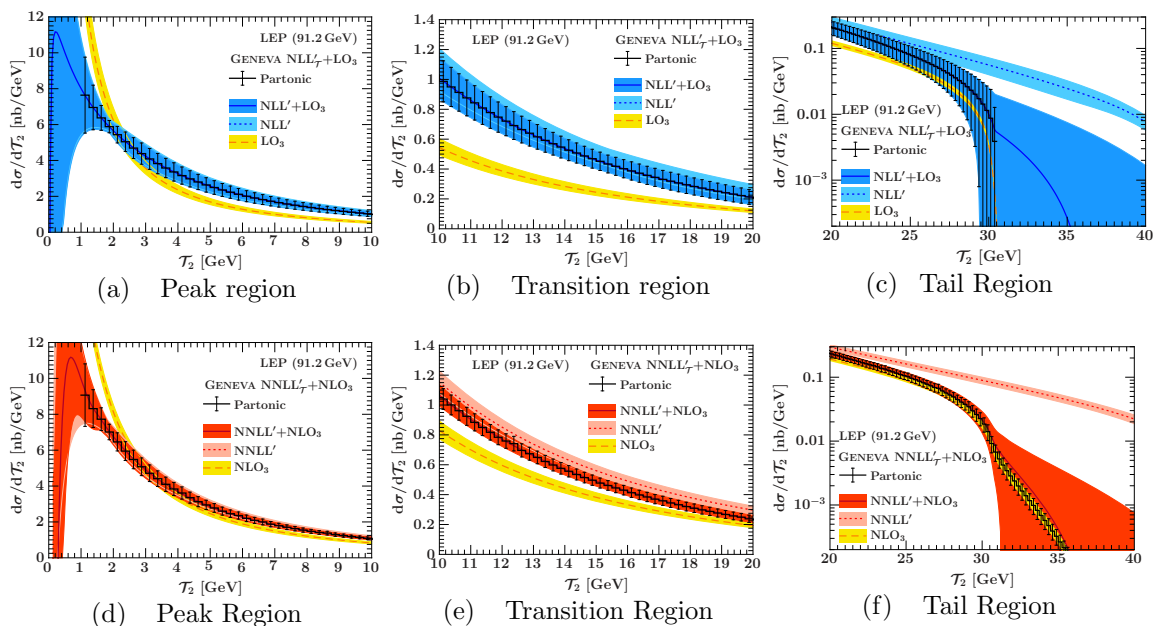 12
10
8
6
4
2
0
dσ/d𝒯₂ [nb/GeV]
LEP (91.2 GeV)
GENEVA NLL′𝒯+LO₃
Partonic
NLL′+LO₃
NLL′
LO₃
0 1 2 3 4 5 6 7 8 9 10
𝒯₂ [GeV]
(a) Peak region
1.4
1.2
1
0.8
0.6
0.4
0.2
0
dσ/d𝒯₂ [nb/GeV]
LEP (91.2 GeV)
GENEVA NLL′𝒯+LO₃
Partonic
NLL′+LO₃
NLL′
LO₃
10 11 12 13 14 15 16 17 18 19 20
𝒯₂ [GeV]
(b) Transition region
0.1
0.01
10⁻³
dσ/d𝒯₂ [nb/GeV]
LEP (91.2 GeV)
GENEVA NLL′𝒯+LO₃
Partonic
NLL′+LO₃
NLL′
LO₃
20 25 30 35 40
𝒯₂ [GeV]
(c) Tail Region
12
10
8
6
4
2
0
dσ/d𝒯₂ [nb/GeV]
LEP (91.2 GeV)
GENEVA NNLL′𝒯+NLO₃
Partonic
NNLL′+NLO₃
NNLL′
NLO₃
0 1 2 3 4 5 6 7 8 9 10
𝒯₂ [GeV]
(d) Peak Region
1.4
1.2
1
0.8
0.6
0.4
0.2
0
dσ/d𝒯₂ [nb/GeV]
LEP (91.2 GeV)
GENEVA NNLL′𝒯+NLO₃
Partonic
NNLL′+NLO₃
NNLL′
NLO₃
10 11 12 13 14 15 16 17 18 19 20
𝒯₂ [GeV]
(e) Transition Region
0.1
0.01
10⁻³
dσ/d𝒯₂ [nb/GeV]
LEP (91.2 GeV)
GENEVA NNLL′𝒯+NLO₃
Partonic
NNLL′+NLO₃
NNLL′
NLO₃
20 25 30 35 40
𝒯₂ [GeV]
(f) Tail Region